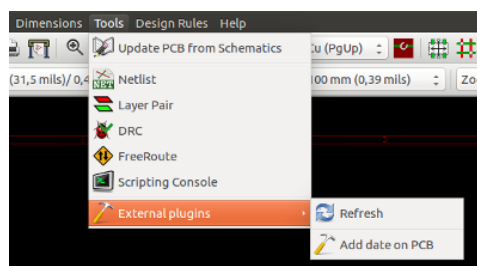 Dimensions Tools Design Rules Help
Update PCB from Schematics
Cu (PgUp)
(31,5 mils)/ 0,4
Netlist
100 mm (0,39 mils)
Zo
Layer Pair
DRC
FreeRoute
Scripting Console
External plugins
Refresh
Add date on PCB